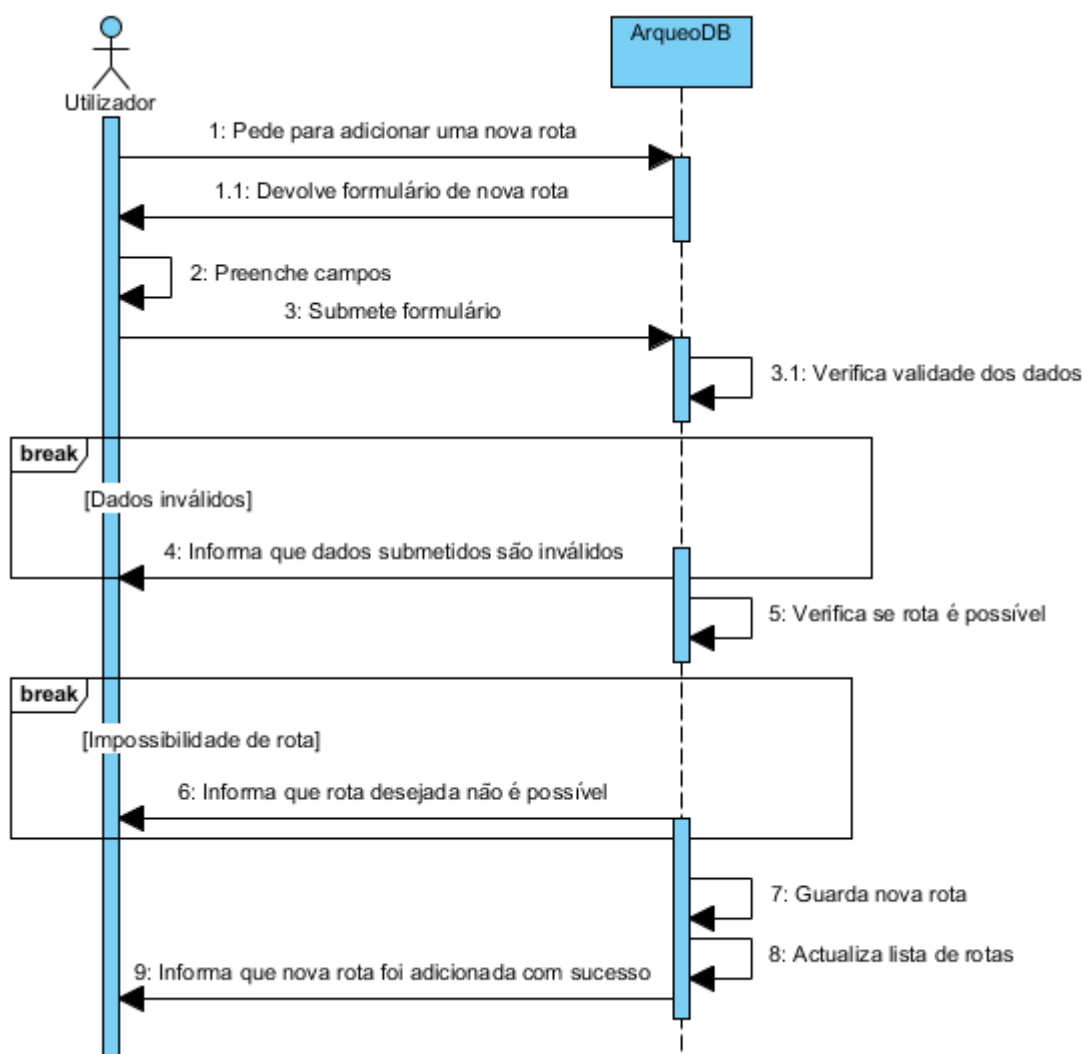 ArqueoDB
Utilizador
1: Pede para adicionar uma nova rota
1.1: Devolve formulário de nova rota
2: Preenche campos
3: Submete formulário
3.1: Verifica validade dos dados
break
[Dados inválidos]
4: Informa que dados submetidos são inválidos
5: Verifica se rota é possível
break
[Impossibilidade de rota]
6: Informa que rota desejada não é possível
7: Guarda nova rota
8: Actualiza lista de rotas
9: Informa que nova rota foi adicionada com sucesso